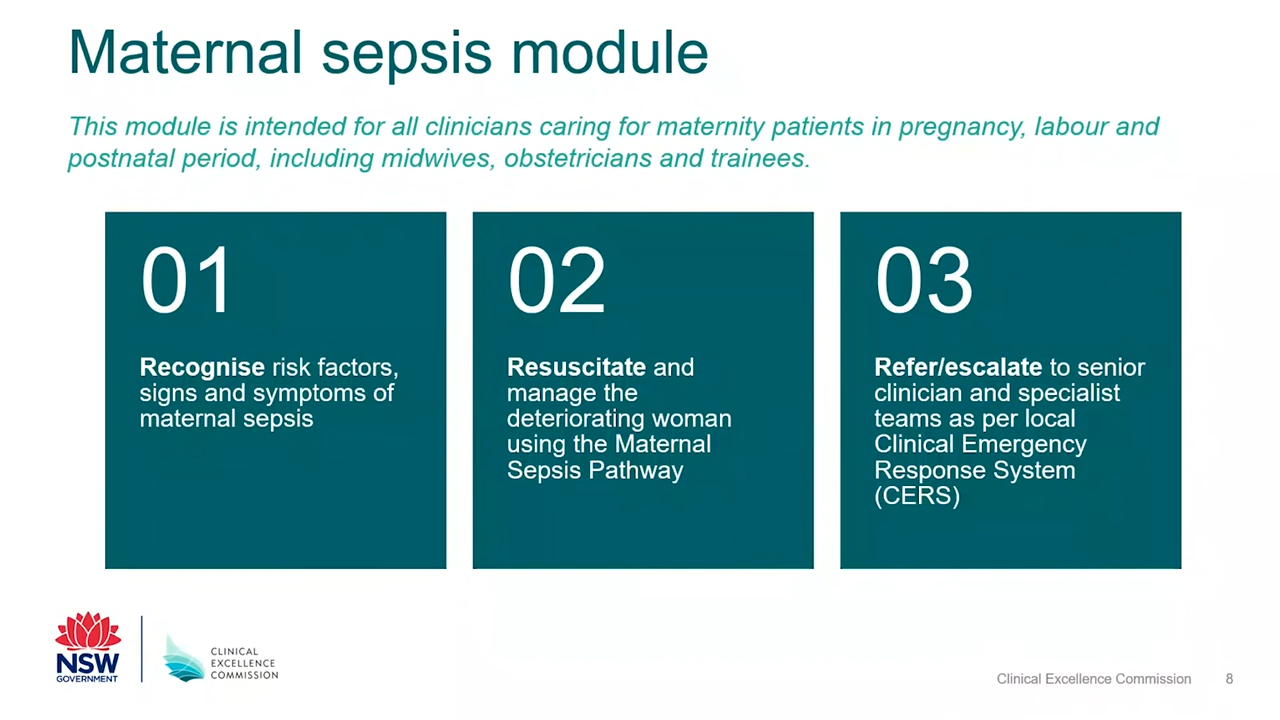 Maternal sepsis module
This module is intended for all clinicians caring for maternity patients in pregnancy, labour and
postnatal period, including midwives, obstetricians and trainees.
01
Recognise risk factors,
signs and symptoms of
maternal sepsis
02
Resuscitate and
manage the
deteriorating woman
using the Maternal
Sepsis Pathway
03
Refer/escalate to senior
clinician and specialist
teams as per local
Clinical Emergency
Response System
(CERS)
NSW
GOVERNMENT
CLINICAL
EXCELLENCE
COMMISSION
Clinical Excellence Commission 8